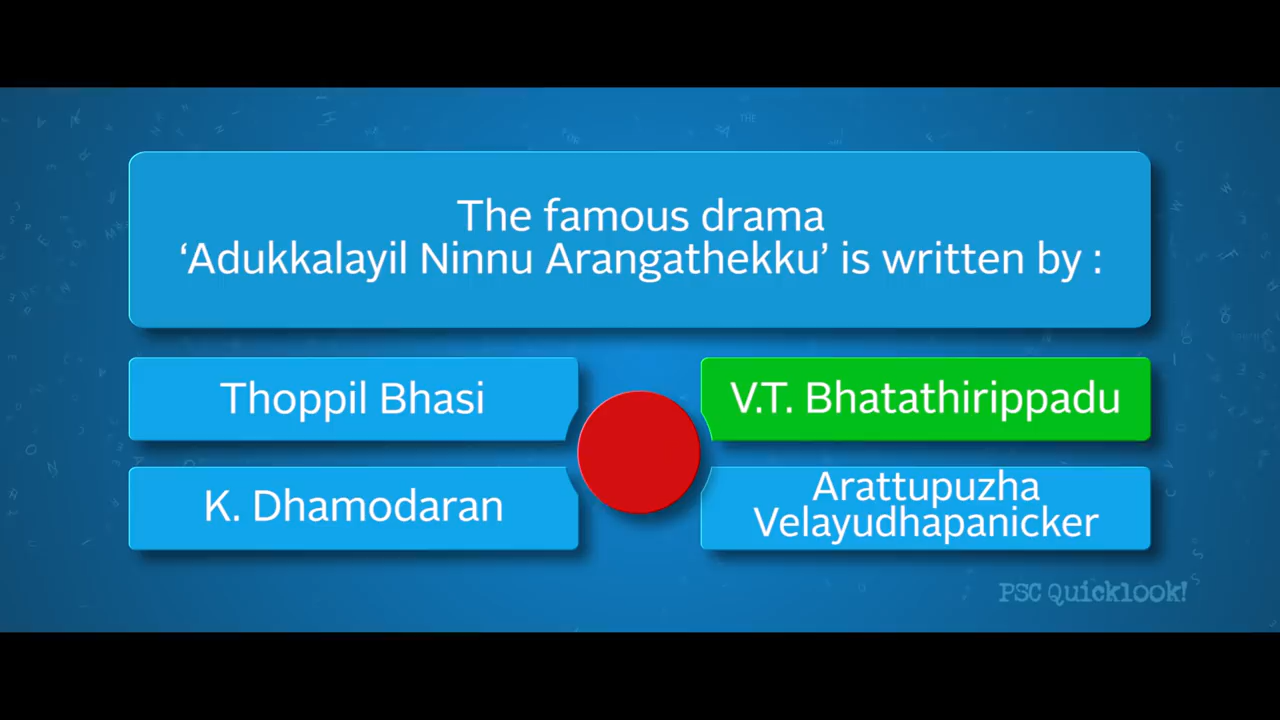 The famous drama
‘Adukkalayil Ninnu Arangathekku’ is written by :
Thoppil Bhasi
V.T. Bhatathirippadu
K. Dhamodaran
Arattupuzha
Velayudhapanicker
PSC Quicklook!